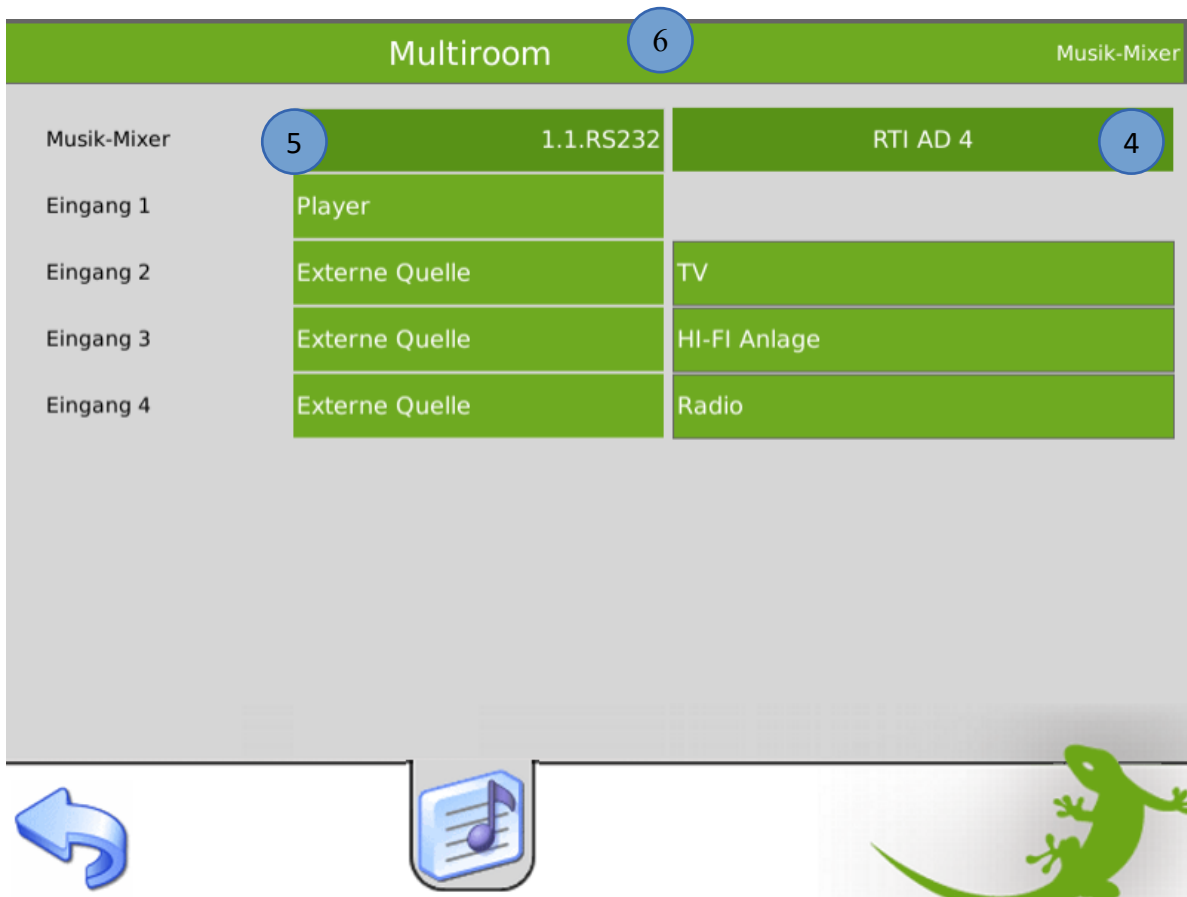 Multiroom 6 Musik-Mixer
Musik-Mixer 5 1.1.RS232 RTI AD 4 4
Eingang 1 Player
Eingang 2 Externe Quelle TV
Eingang 3 Externe Quelle HI-FI Anlage
Eingang 4 Externe Quelle Radio